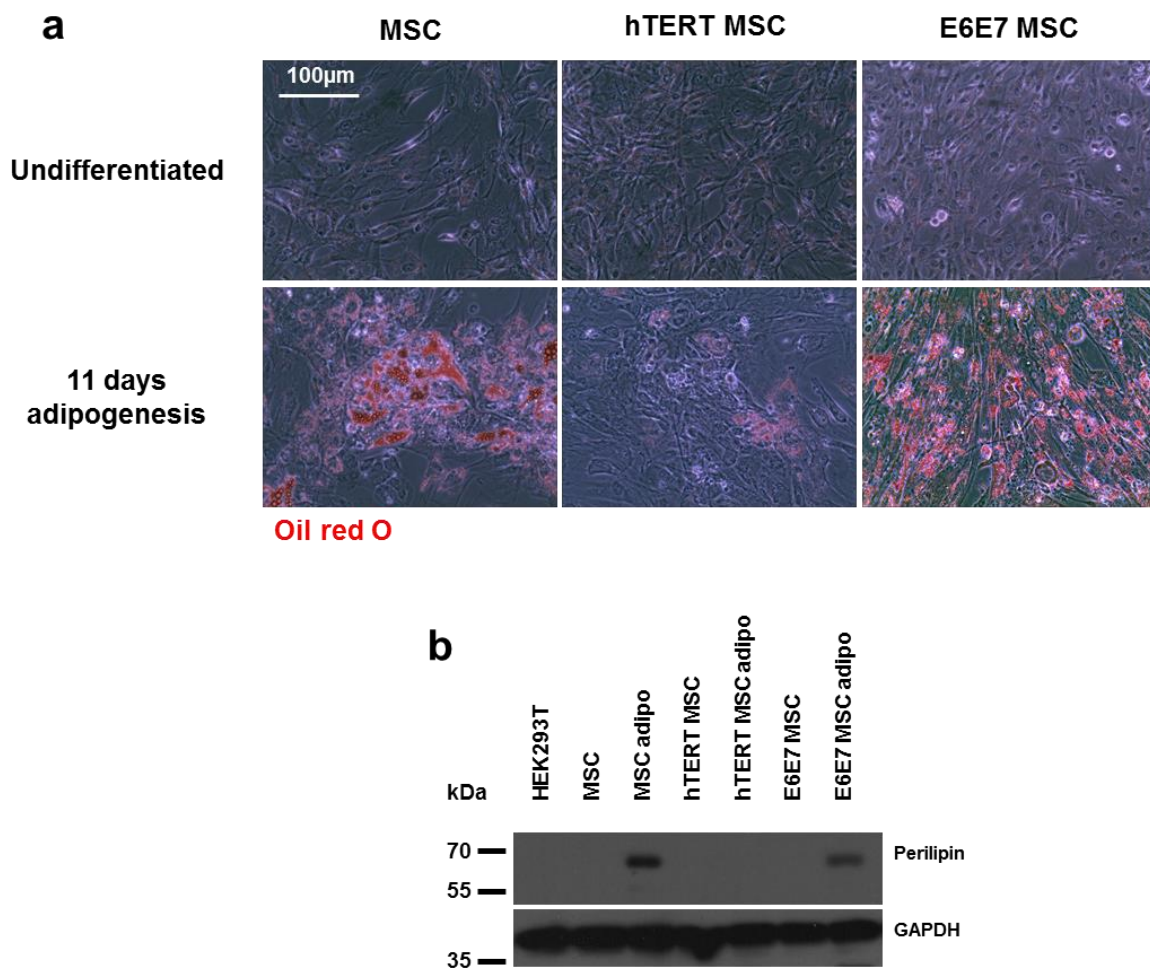 a
MSC
hTERT MSC
E6E7 MSC
100µm
Undifferentiated
11 days
adipogenesis
Oil red O
b
kDa
HEK293T
MSC
MSC adipo
hTERT MSC
hTERT MSC adipo
E6E7 MSC
E6E7 MSC adipo
70
Perilipin
55
GAPDH
35